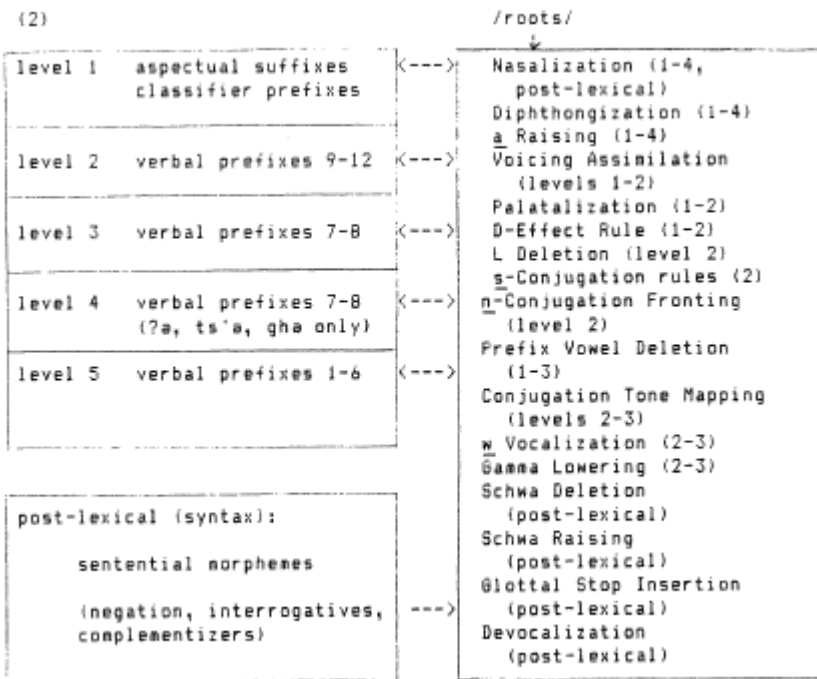 (2)
/roots/
level 1 aspectual suffixes <--->
classifier prefixes
level 2 verbal prefixes 9-12 <--->
level 3 verbal prefixes 7-8 <--->
level 4 verbal prefixes 7-8 <--->
(?ə, ts'ə, ghə only)
level 5 verbal prefixes 1-6 <--->
post-lexical (syntax):
sentential morphemes
(negation, interrogatives, --->
complementizers)
Nasalization (1-4,
post-lexical)
Diphthongization (1-4)
a Raising (1-4)
Voicing Assimilation
(levels 1-2)
Palatalization (1-2)
D-Effect Rule (1-2)
L Deletion (level 2)
s-Conjugation rules (2)
n-Conjugation Fronting
(level 2)
Prefix Vowel Deletion
(1-3)
Conjugation Tone Mapping
(levels 2-3)
w Vocalization (2-3)
Gamma Lowering (2-3)
Schwa Deletion
(post-lexical)
Schwa Raising
(post-lexical)
Glottal Stop Insertion
(post-lexical)
Devocalization
(post-lexical)